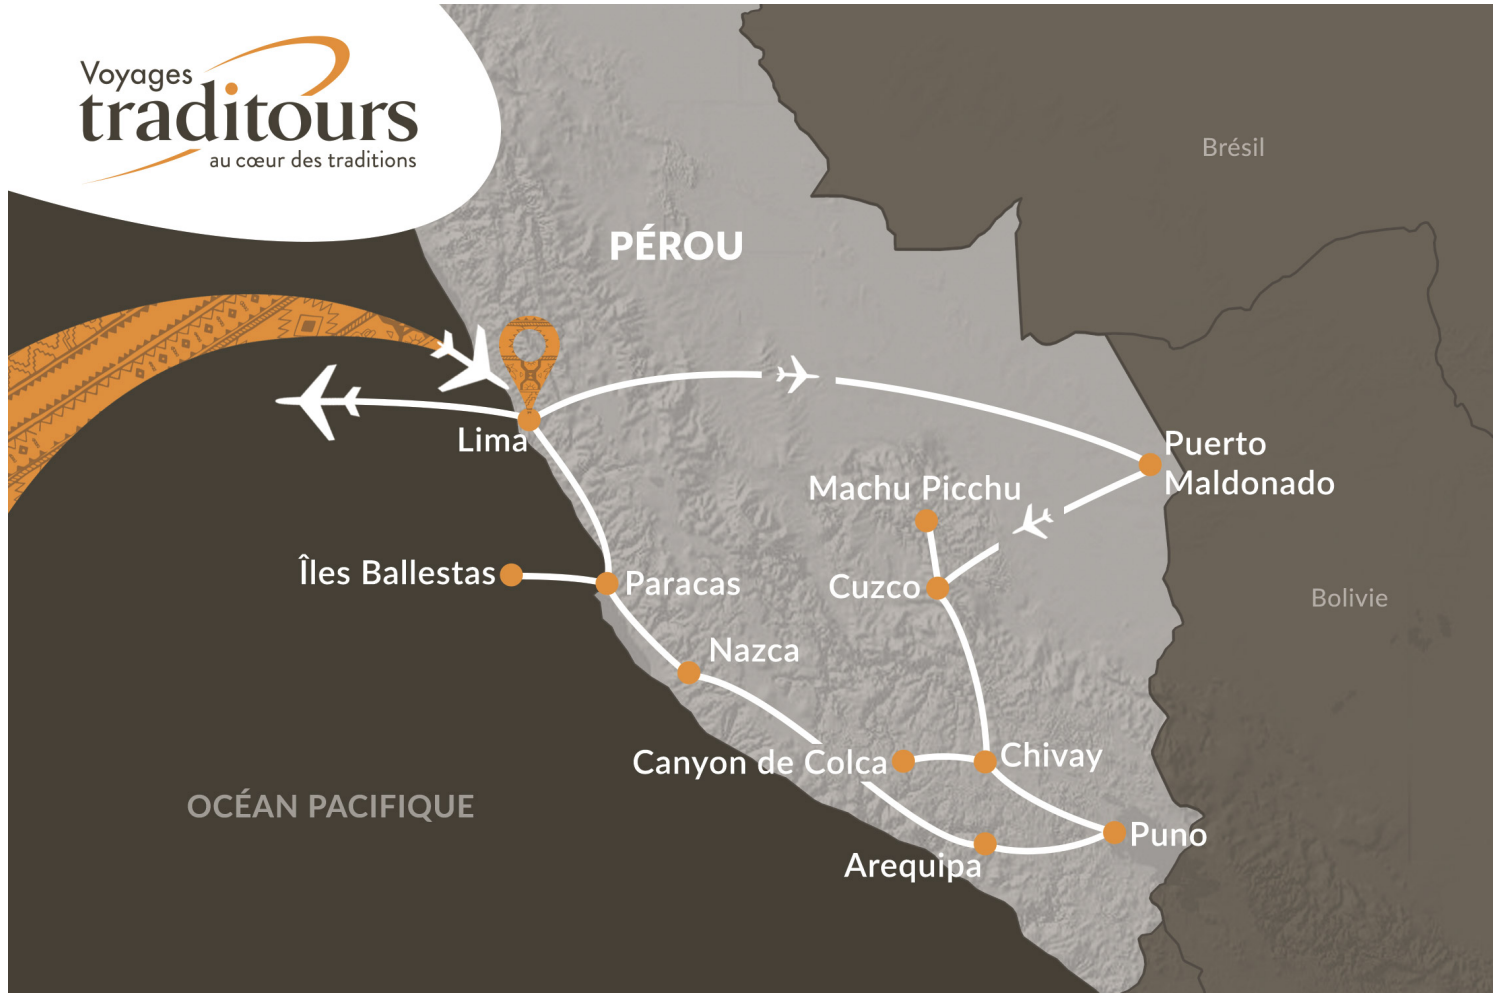 Voyages
traditours
au cœur des traditions
Brésil
PÉROU
Lima
Puerto
Maldonado
Machu Picchu
Îles Ballestas
Paracas
Cuzco
Bolivie
Nazca
Canyon de Colca
Chivay
OCÉAN PACIFIQUE
Puno
Arequipa